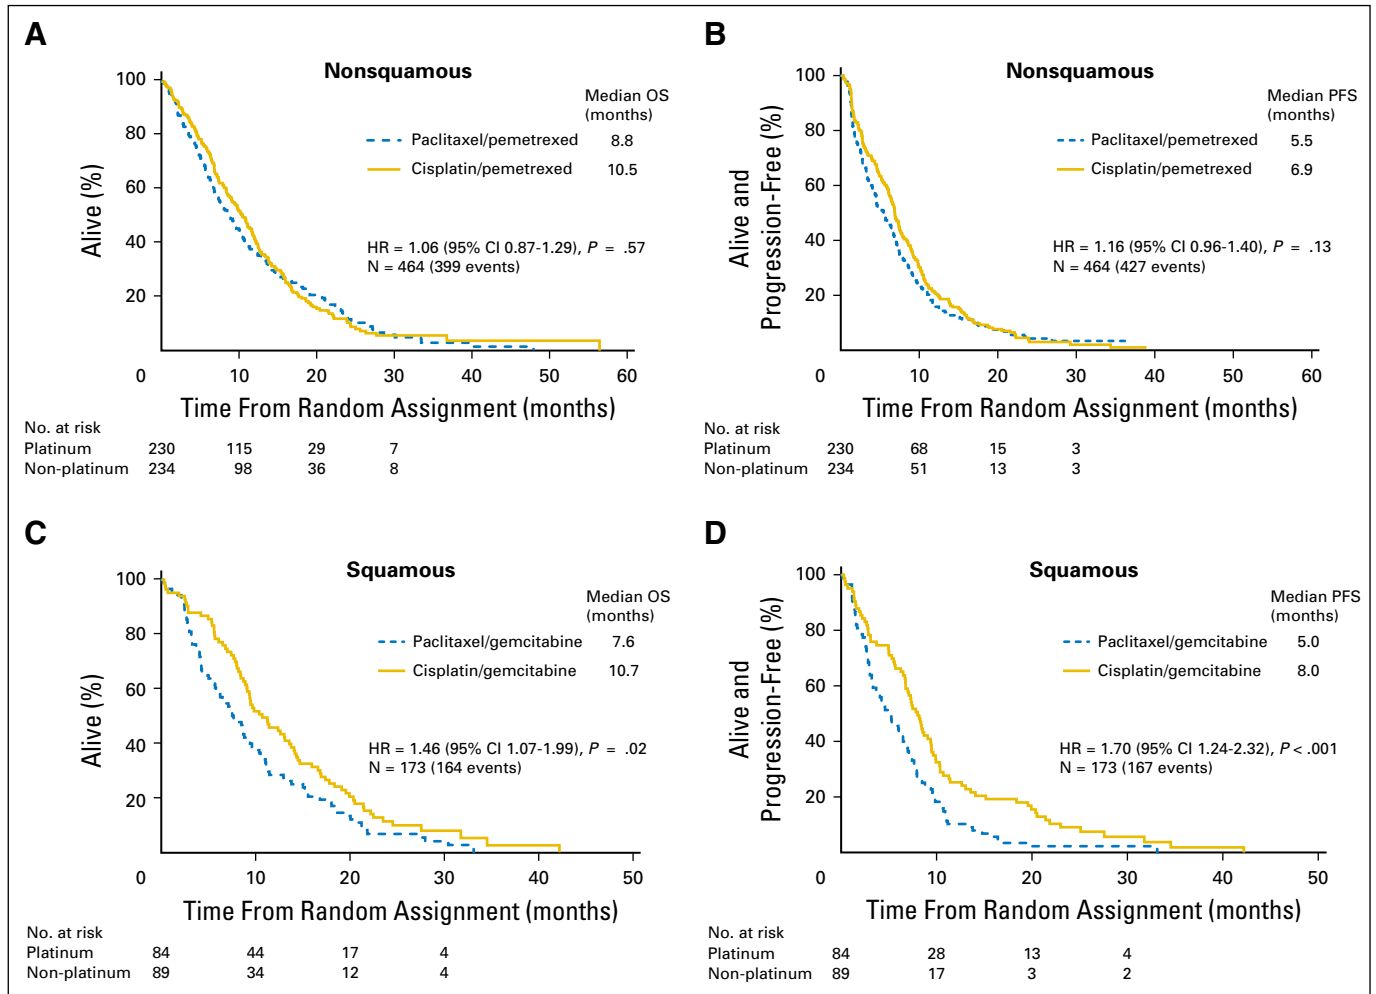 A
Nonsquamous
Median OS
(months)
Paclitaxel/pemetrexed 8.8
Cisplatin/pemetrexed 10.5
HR = 1.06 (95% CI 0.87-1.29), P = .57
N = 464 (399 events)
Alive (%)
100
80
60
40
20
0 10 20 30 40 50 60
Time From Random Assignment (months)
No. at risk
Platinum 230 115 29 7
Non-platinum 234 98 36 8
B
Nonsquamous
Median PFS
(months)
Paclitaxel/pemetrexed 5.5
Cisplatin/pemetrexed 6.9
HR = 1.16 (95% CI 0.96-1.40), P = .13
N = 464 (427 events)
Alive and
Progression-Free (%)
100
80
60
40
20
0 10 20 30 40 50 60
Time From Random Assignment (months)
No. at risk
Platinum 230 68 15 3
Non-platinum 234 51 13 3
C
Squamous
Median OS
(months)
Paclitaxel/gemcitabine 7.6
Cisplatin/gemcitabine 10.7
HR = 1.46 (95% CI 1.07-1.99), P = .02
N = 173 (164 events)
Alive (%)
100
80
60
40
20
0 10 20 30 40 50
Time From Random Assignment (months)
No. at risk
Platinum 84 44 17 4
Non-platinum 89 34 12 4
D
Squamous
Median PFS
(months)
Paclitaxel/gemcitabine 5.0
Cisplatin/gemcitabine 8.0
HR = 1.70 (95% CI 1.24-2.32), P < .001
N = 173 (167 events)
Alive and
Progression-Free (%)
100
80
60
40
20
0 10 20 30 40 50
Time From Random Assignment (months)
No. at risk
Platinum 84 28 13 4
Non-platinum 89 17 3 2